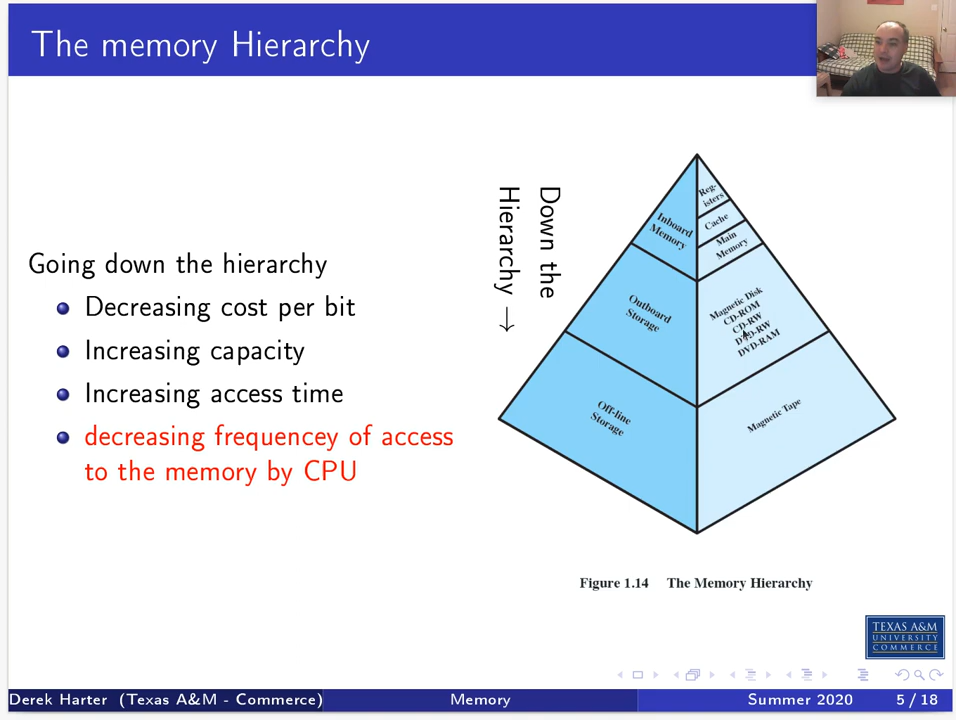 The memory Hierarchy
Going down the hierarchy
Decreasing cost per bit
Increasing capacity
Increasing access time
decreasing frequencey of access
to the memory by CPU
Down the
Hierarchy →
Inboard
Memory
Reg-
isters
Cache
Main
Memory
Outboard
Storage
Magnetic Disk
CD-ROM
CD-RW
DVD-RW
DVD-RAM
Off-line
Storage
Magnetic Tape
Figure 1.14 The Memory Hierarchy
TEXAS A&M
UNIVERSITY
COMMERCE
Derek Harter (Texas A&M - Commerce)
Memory
Summer 2020
5 / 18